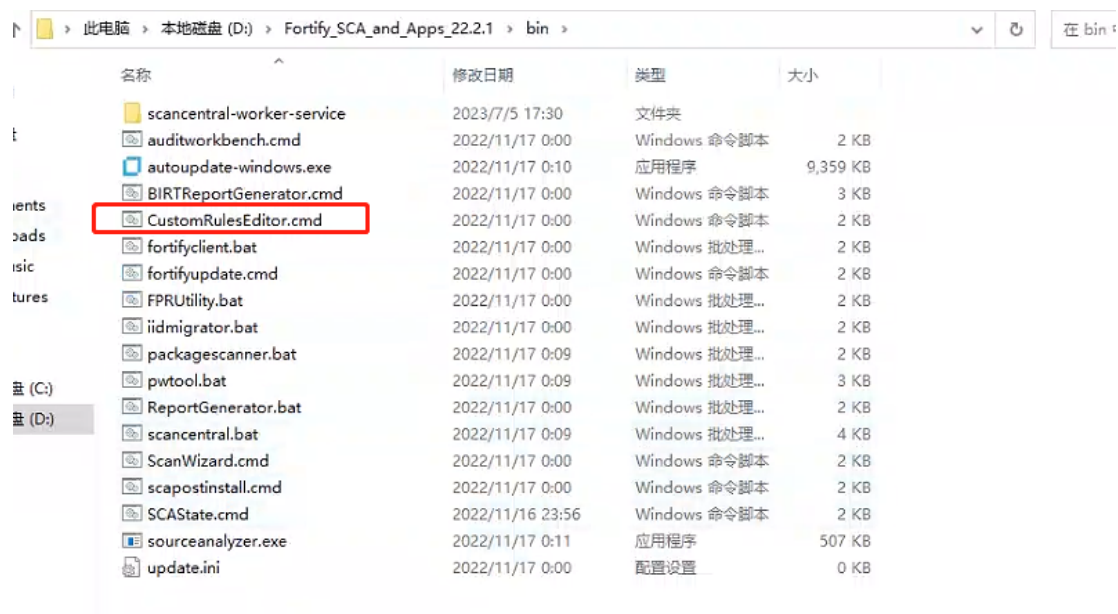 此电脑 › 本地磁盘 (D:) › Fortify_SCA_and_Apps_22.2.1 › bin ›
在 bin
名称 修改日期 类型 大小
scancentral-worker-service 2023/7/5 17:30 文件夹
auditworkbench.cmd 2022/11/17 0:00 Windows 命令脚本 2 KB
autoupdate-windows.exe 2022/11/17 0:10 应用程序 9,359 KB
BIRTReportGenerator.cmd 2022/11/17 0:00 Windows 命令脚本 3 KB
ments
CustomRulesEditor.cmd 2022/11/17 0:00 Windows 命令脚本 2 KB
oads
fortifyclient.bat 2022/11/17 0:00 Windows 批处理... 2 KB
usic
fortifyupdate.cmd 2022/11/17 0:00 Windows 命令脚本 2 KB
tures
FPRUtility.bat 2022/11/17 0:00 Windows 批处理... 2 KB
iidmigrator.bat 2022/11/17 0:00 Windows 批处理... 2 KB
packagescanner.bat 2022/11/17 0:09 Windows 批处理... 2 KB
pwtool.bat 2022/11/17 0:09 Windows 批处理... 3 KB
盘 (C:)
ReportGenerator.bat 2022/11/17 0:00 Windows 批处理... 2 KB
盘 (D:)
scancentral.bat 2022/11/17 0:09 Windows 批处理... 4 KB
ScanWizard.cmd 2022/11/17 0:00 Windows 命令脚本 2 KB
scapostinstall.cmd 2022/11/17 0:00 Windows 命令脚本 2 KB
SCAState.cmd 2022/11/16 23:56 Windows 命令脚本 2 KB
sourceanalyzer.exe 2022/11/17 0:11 应用程序 507 KB
update.ini 2022/11/17 0:00 配置设置 0 KB